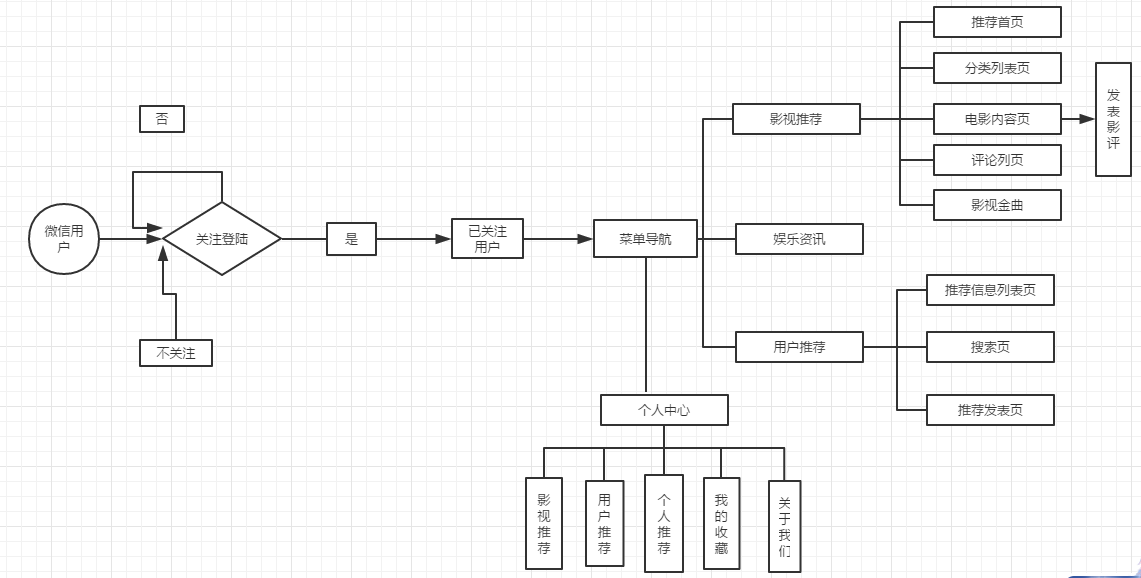 推荐首页
分类列表页
发表影评
否
影视推荐
电影内容页
评论列页
影视金曲
微信用
户
关注登陆
是
已关注
用户
菜单导航
娱乐资讯
推荐信息列表页
不关注
用户推荐
搜索页
个人中心
推荐发表页
影视推荐
用户推荐
个人推荐
我的收藏
关于我们